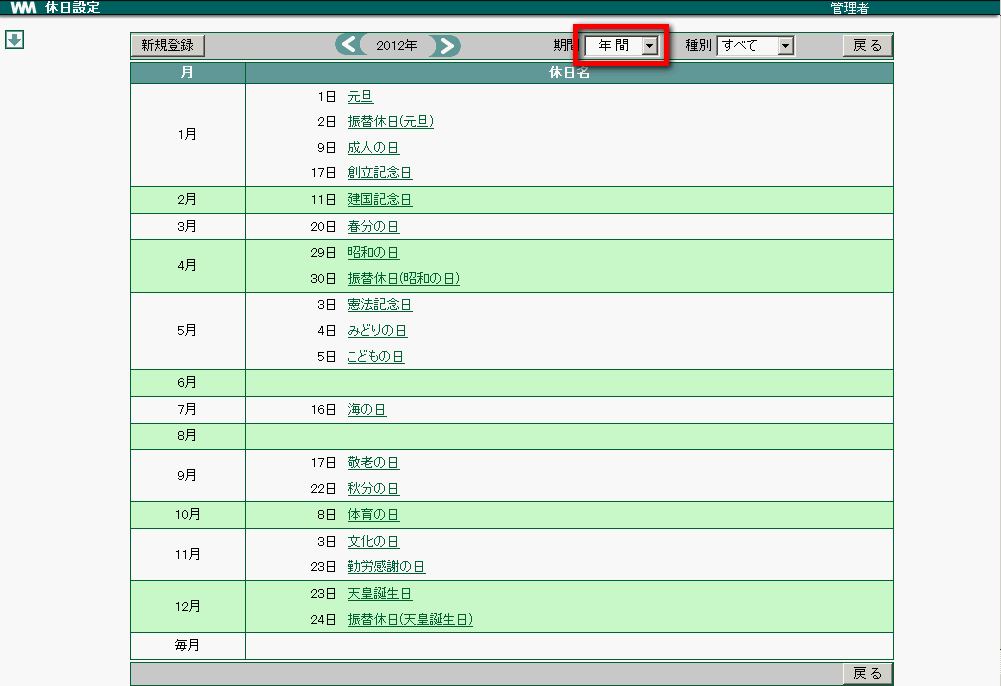 WM 休日設定 管理者
新規登録 2012年 期間 年間 種別 すべて 戻る
月 休日名
1月
1日 元旦
2日 振替休日(元旦)
9日 成人の日
17日 創立記念日
2月 11日 建国記念日
3月 20日 春分の日
4月
29日 昭和の日
30日 振替休日(昭和の日)
5月
3日 憲法記念日
4日 みどりの日
5日 こどもの日
6月
7月 16日 海の日
8月
9月
17日 敬老の日
22日 秋分の日
10月 8日 体育の日
11月
3日 文化の日
23日 勤労感謝の日
12月
23日 天皇誕生日
24日 振替休日(天皇誕生日)
毎月
戻る